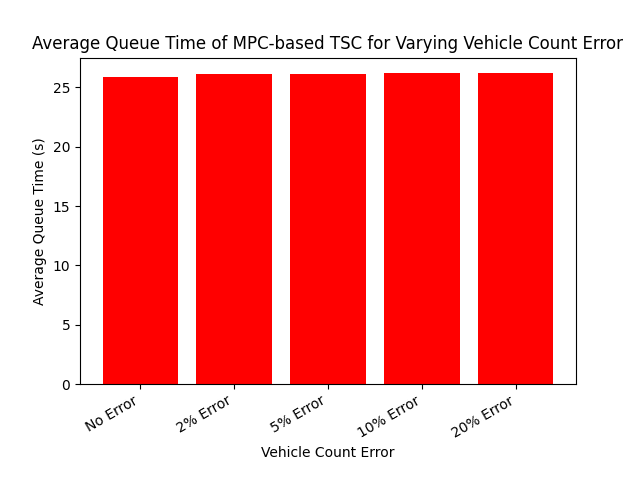 Average Queue Time of MPC-based TSC for Varying Vehicle Count Error
25
20
15
10
5
0
Average Queue Time (s)
No Error
2% Error
5% Error
10% Error
20% Error
Vehicle Count Error